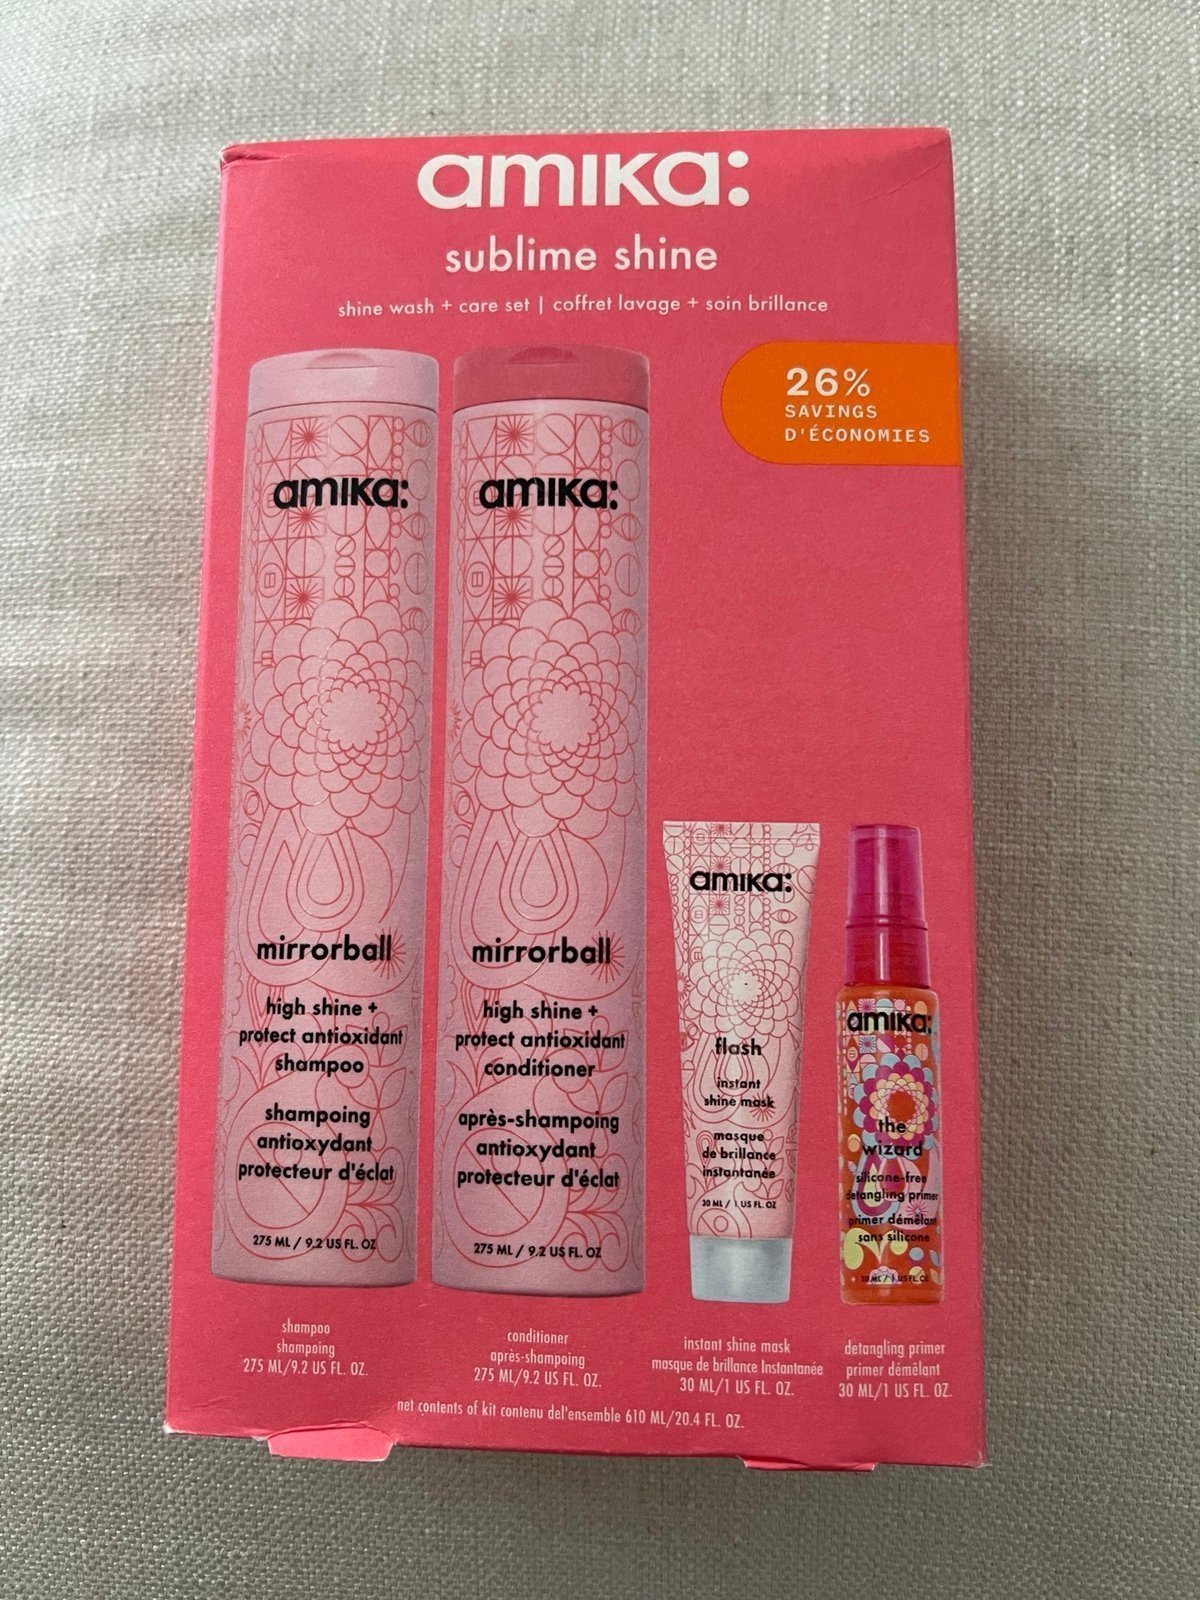 amika:
sublime shine
shine wash + care set | coffret lavage + soin brillance
26%
SAVINGS
D'ÉCONOMIES
amika:
mirrorball
high shine +
protect antioxidant
shampoo
shampoing
antioxydant
protecteur d'éclat
275 ML / 9.2 US FL. OZ
amika:
mirrorball
high shine +
protect antioxidant
conditioner
après-shampoing
antioxydant
protecteur d'éclat
275 ML / 9.2 US FL. OZ
amika:
flash
instant
shine mask
masque
de brillance
instantanée
30 ML / 1 US FL. OZ
amika:
the
wizard
silicone-free
detangling primer
primer démêlant
sans silicone
30 ML / 1 US FL. OZ
shampoo
shampoing
275 ML/9.2 US FL. OZ.
conditioner
après-shampoing
275 ML/9.2 US FL. OZ.
instant shine mask
masque de brillance Instantanée
30 ML/1 US FL. OZ.
detangling primer
primer démêlant
30 ML/1 US FL. OZ.
net contents of kit contenu del'ensemble 610 ML/20.4 FL. OZ.